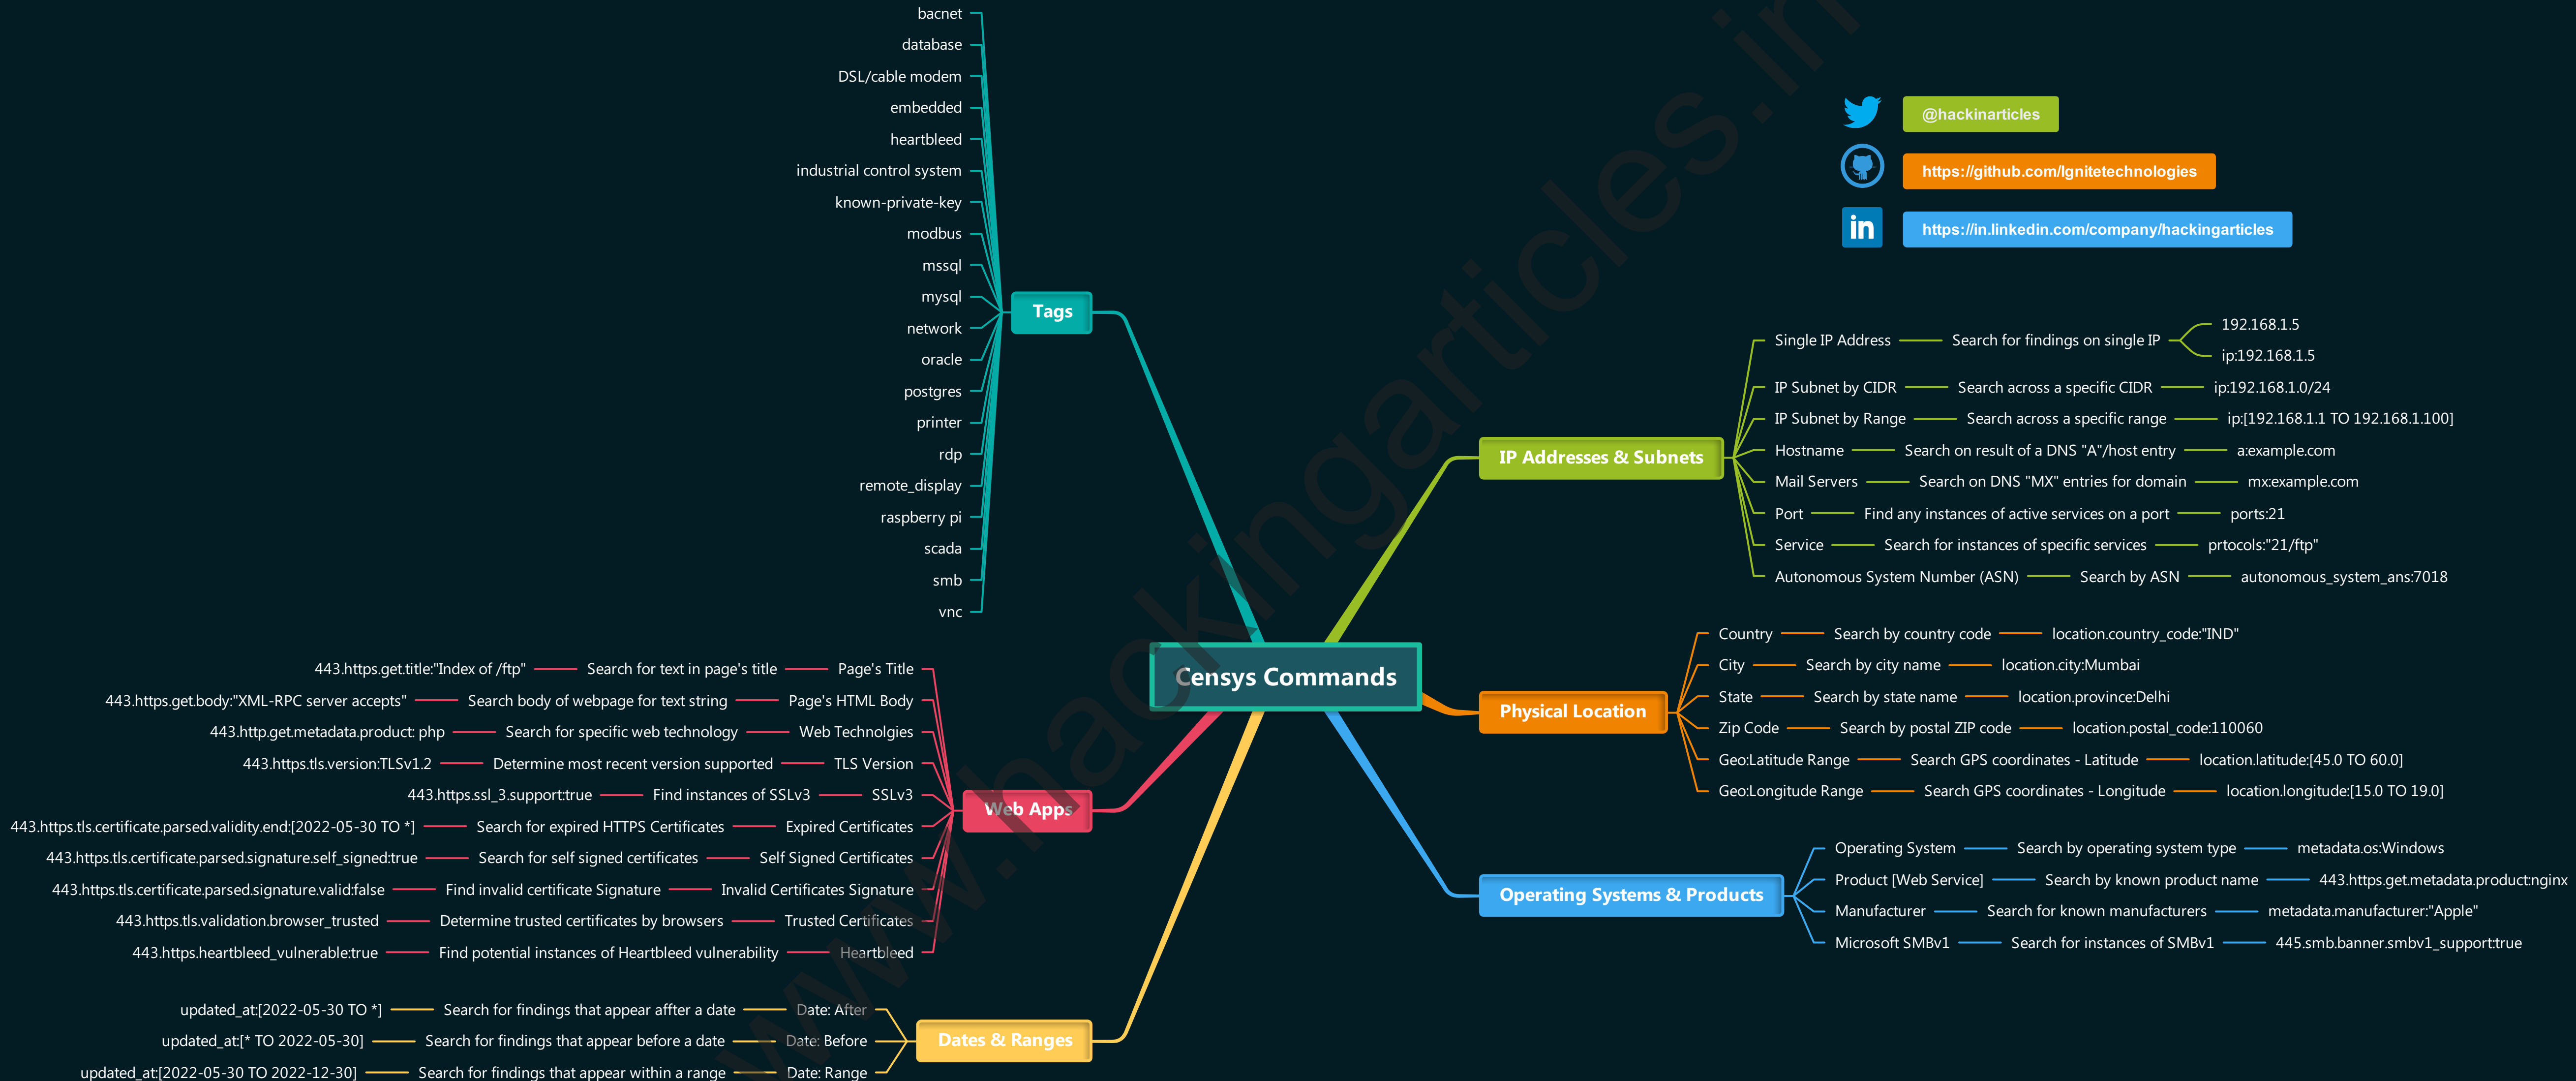 bacnet
database
DSL/cable modem
embedded
heartbleed
industrial control system
known-private-key
modbus
mssql
mysql
network
oracle
postgres
printer
rdp
remote_display
raspberry pi
scada
smb
vnc
Tags
@hackinarticles
https://github.com/Ignitetechnologies
in https://in.linkedin.com/company/hackingarticles
IP Addresses & Subnets
Single IP Address Search for findings on single IP
192.168.1.5
ip:192.168.1.5
IP Subnet by CIDR Search across a specific CIDR ip:192.168.1.0/24
IP Subnet by Range Search across a specific range ip:[192.168.1.1 TO 192.168.1.100]
Hostname Search on result of a DNS "A"/host entry a:example.com
Mail Servers Search on DNS "MX" entries for domain mx:example.com
Port Find any instances of active services on a port ports:21
Service Search for instances of specific services prtocols:"21/ftp"
Autonomous System Number (ASN) Search by ASN autonomous_system_ans:7018
Censys Commands
Physical Location
Country Search by country code location.country_code:"IND"
City Search by city name location.city:Mumbai
State Search by state name location.province:Delhi
Zip Code Search by postal ZIP code location.postal_code:110060
Geo:Latitude Range Search GPS coordinates - Latitude location.latitude:[45.0 TO 60.0]
Geo:Longitude Range Search GPS coordinates - Longitude location.longitude:[15.0 TO 19.0]
Operating Systems & Products
Operating System Search by operating system type metadata.os:Windows
Product [Web Service] Search by known product name 443.https.get.metadata.product:nginx
Manufacturer Search for known manufacturers metadata.manufacturer:"Apple"
Microsoft SMBv1 Search for instances of SMBv1 445.smb.banner.smbv1_support:true
443.https.get.title:"Index of /ftp" Search for text in page's title Page's Title
443.https.get.body:"XML-RPC server accepts" Search body of webpage for text string Page's HTML Body
443.http.get.metadata.product: php Search for specific web technology Web Technolgies
443.https.tls.version:TLSv1.2 Determine most recent version supported TLS Version
443.https.ssl_3.support:true Find instances of SSLv3 SSLv3
443.https.tls.certificate.parsed.validity.end:[2022-05-30 TO *] Search for expired HTTPS Certificates Expired Certificates
443.https.tls.certificate.parsed.signature.self_signed:true Search for self signed certificates Self Signed Certificates
443.https.tls.certificate.parsed.signature.valid:false Find invalid certificate Signature Invalid Certificates Signature
443.https.tls.validation.browser_trusted Determine trusted certificates by browsers Trusted Certificates
443.https.heartbleed_vulnerable:true Find potential instances of Heartbleed vulnerability Heartbleed
Web Apps
updated_at:[2022-05-30 TO *] Search for findings that appear affter a date Date: After
updated_at:[* TO 2022-05-30] Search for findings that appear before a date Date: Before
updated_at:[2022-05-30 TO 2022-12-30] Search for findings that appear within a range Date: Range
Dates & Ranges
www.hackingarticles.in